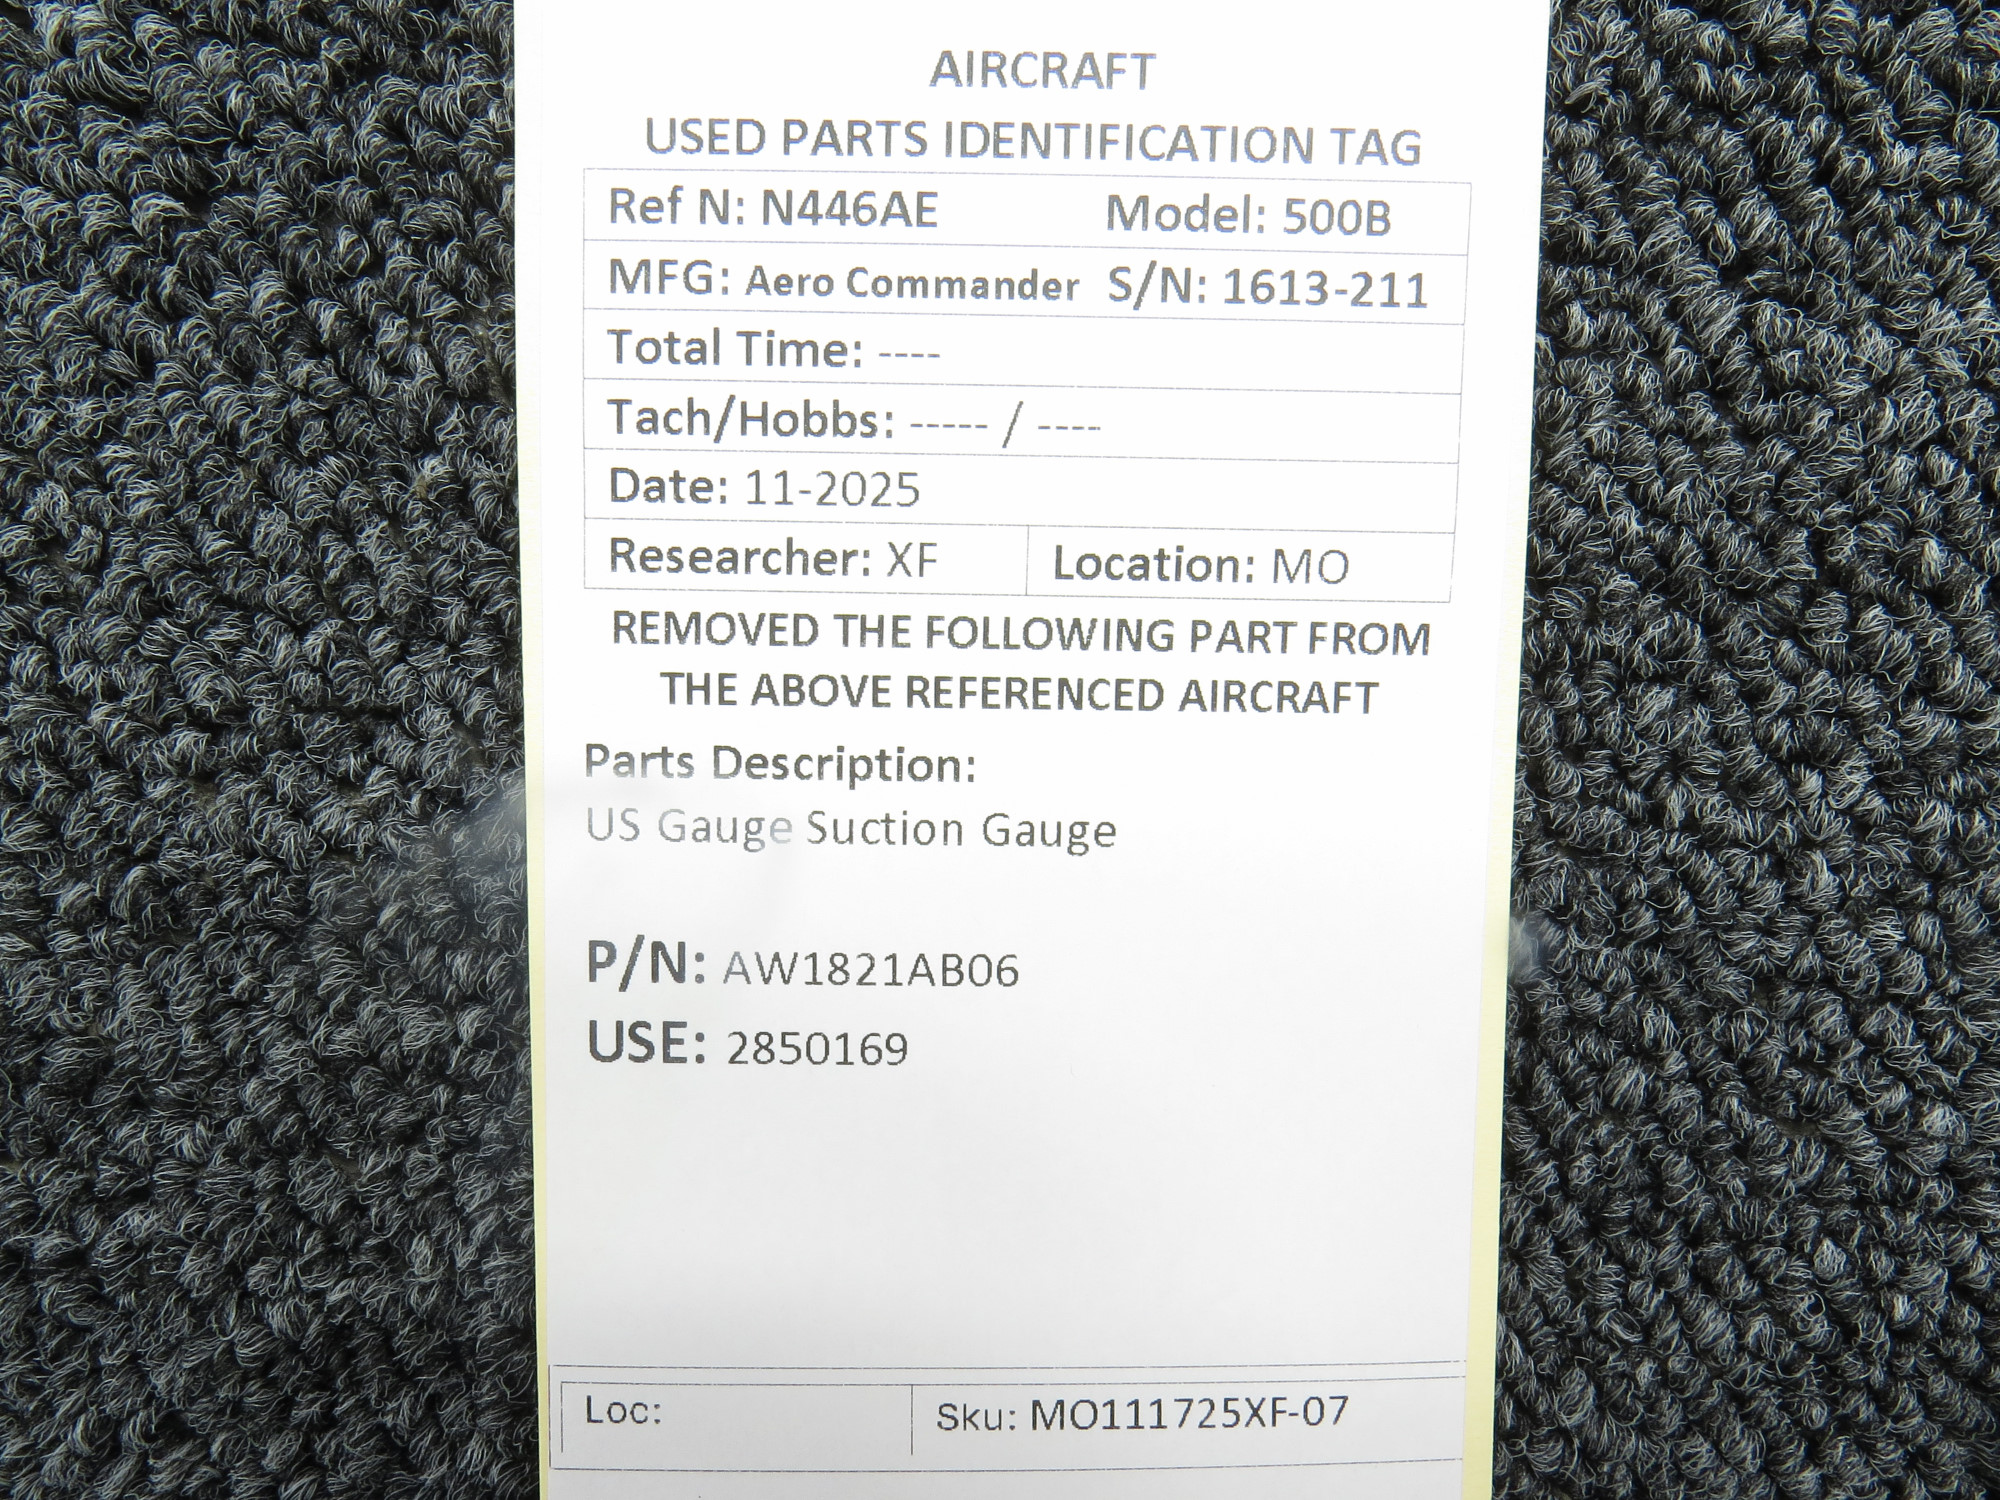 AIRCRAFT
USED PARTS IDENTIFICATION TAG
Ref N: N446AE Model: 500B
MFG: Aero Commander S/N: 1613-211
Total Time: ----
Tach/Hobbs: ----- / ----
Date: 11-2025
Researcher: XF Location: MO
REMOVED THE FOLLOWING PART FROM
THE ABOVE REFERENCED AIRCRAFT
Parts Description:
US Gauge Suction Gauge
P/N: AW1821AB06
USE: 2850169
Loc: Sku: MO111725XF-07